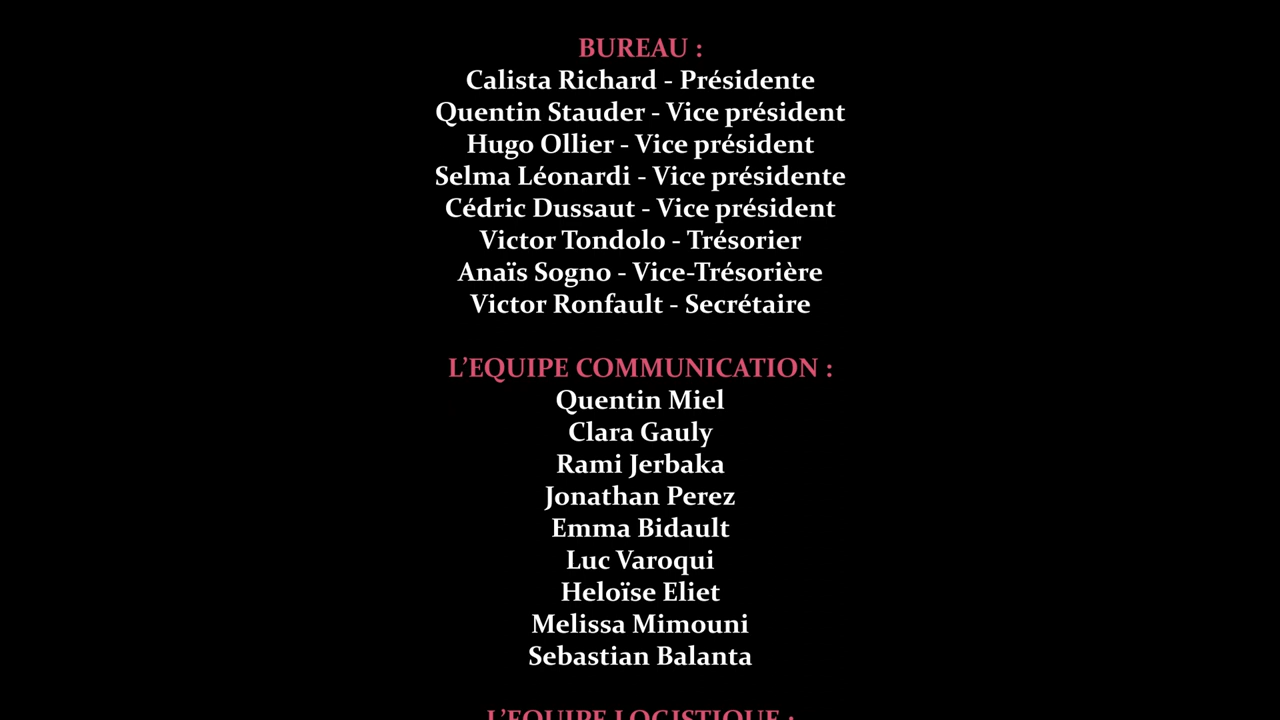 BUREAU :
Calista Richard - Présidente
Quentin Stauder - Vice président
Hugo Ollier - Vice président
Selma Léonardi - Vice présidente
Cédric Dussaut - Vice président
Victor Tondolo - Trésorier
Anaïs Sogno - Vice-Trésorière
Victor Ronfault - Secrétaire
L’EQUIPE COMMUNICATION :
Quentin Miel
Clara Gauly
Rami Jerbaka
Jonathan Perez
Emma Bidault
Luc Varoqui
Heloïse Eliet
Melissa Mimouni
Sebastian Balanta
L’EQUIPE LOGISTIQUE :